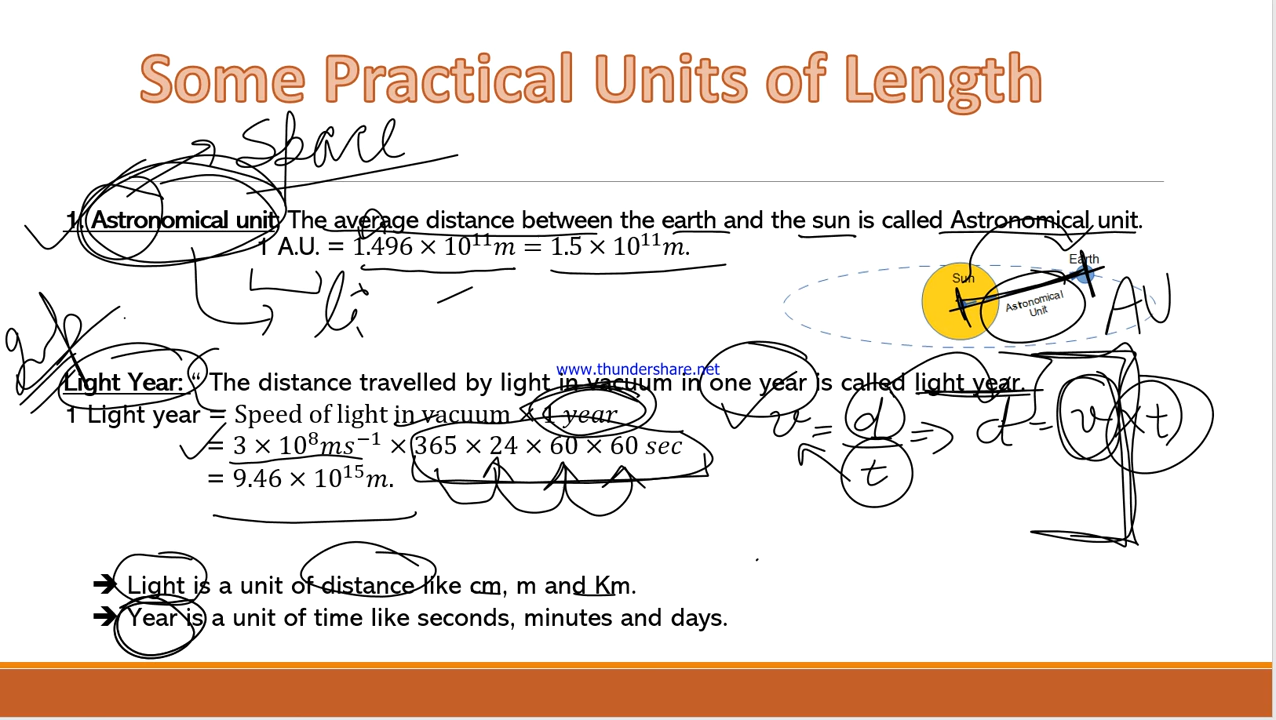 Some Practical Units of Length
Space
1. Astronomical unit: The average distance between the earth and the sun is called Astronomical unit.
1 A.U. = 1.496 × 10¹¹m = 1.5 × 10¹¹m.
Sun
Earth
Astronomical
Unit
AU
www.thundershare.net
Light Year: “ The distance travelled by light in vacuum in one year is called light year.
1 Light year = Speed of light in vacuum × 1 year
= 3 × 10⁸ms⁻¹ × 365 × 24 × 60 × 60 sec
= 9.46 × 10¹⁵m.
v = d/t ⇒ d = v × t
➔ Light is a unit of distance like cm, m and Km.
➔ Year is a unit of time like seconds, minutes and days.